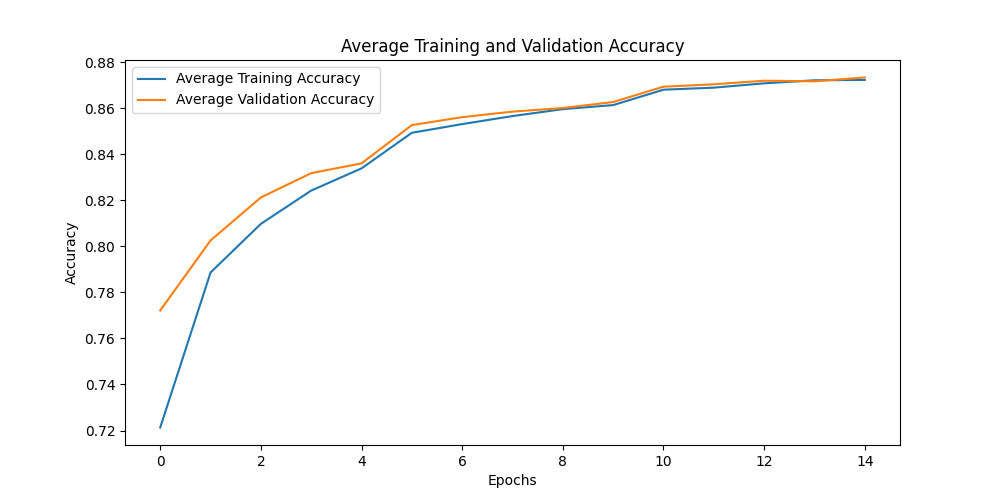 Average Training and Validation Accuracy
Average Training Accuracy
Average Validation Accuracy
0.88
0.86
0.84
0.82
0.80
0.78
0.76
0.74
0.72
Accuracy
0 2 4 6 8 10 12 14
Epochs